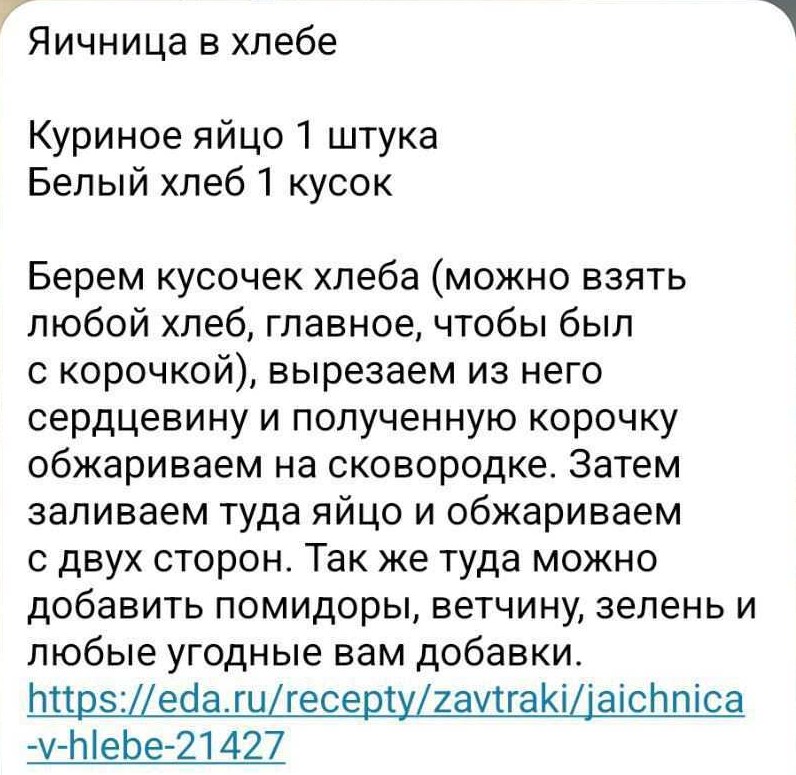 Яичница в хлебе
Куриное яйцо 1 штука
Белый хлеб 1 кусок
Берем кусочек хлеба (можно взять
любой хлеб, главное, чтобы был
с корочкой), вырезаем из него
сердцевину и полученную корочку
обжариваем на сковородке. Затем
заливаем туда яйцо и обжариваем
с двух сторон. Так же туда можно
добавить помидоры, ветчину, зелень и
любые угодные вам добавки.
https://eda.ru/recepty/zavtraki/jaichnica
-v-hlebe-21427